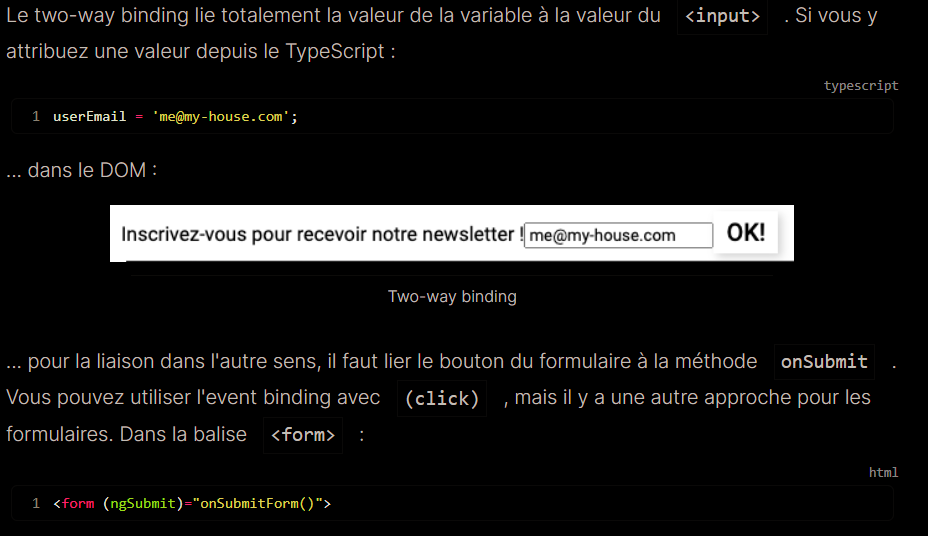 Le two-way binding lie totalement la valeur de la variable à la valeur du <input> . Si vous y
attribuez une valeur depuis le TypeScript :
typescript
1 userEmail = 'me@my-house.com';
... dans le DOM :
Inscrivez-vous pour recevoir notre newsletter ! me@my-house.com OK!
Two-way binding
... pour la liaison dans l'autre sens, il faut lier le bouton du formulaire à la méthode onSubmit .
Vous pouvez utiliser l'event binding avec (click) , mais il y a une autre approche pour les
formulaires. Dans la balise <form> :
html
1 <form (ngSubmit)="onSubmitForm()">